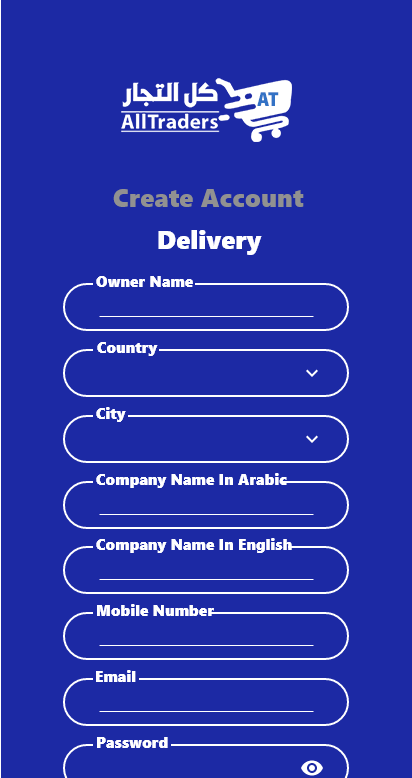 كل التجار
AT
AllTraders
Create Account
Delivery
Owner Name
Country
City
Company Name In Arabic
Company Name In English
Mobile Number
Email
Password